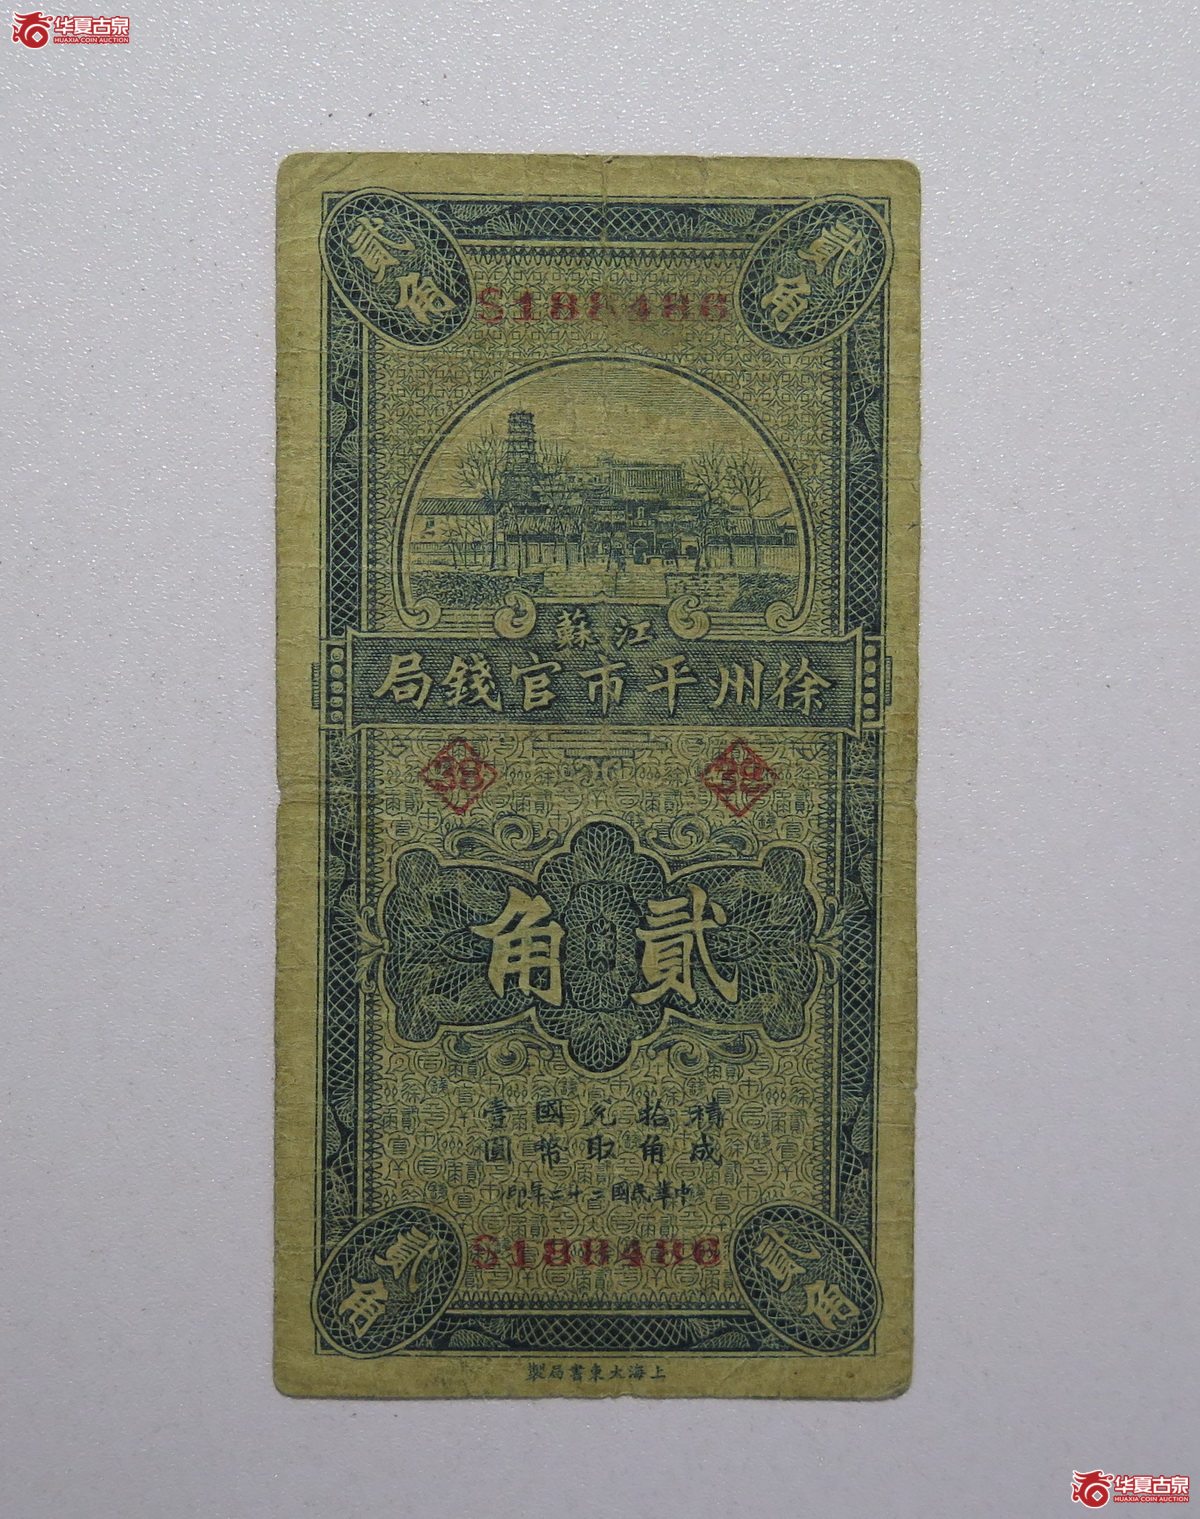 华夏古泉
HUAXIA COIN AUCTION
貳角
貳角
S188486
江蘇
徐州平市官錢局
38
貳角
積成拾角兌取國幣壹圓
中華民國二十二年印
S188486
貳角
貳角
上海大東書局製
华夏古泉
HUAXIA COIN AUCTION